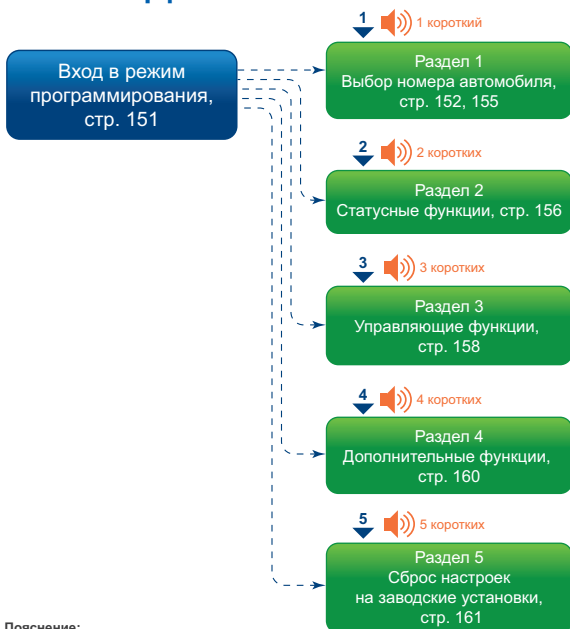 1 1 короткий
Вход в режим
программирования,
стр. 151
Раздел 1
Выбор номера автомобиля,
стр. 152, 155
2 2 коротких
Раздел 2
Статусные функции, стр. 156
3 3 коротких
Раздел 3
Управляющие функции,
стр. 158
4 4 коротких
Раздел 4
Дополнительные функции,
стр. 160
5 5 коротких
Раздел 5
Сброс настроек
на заводские установки,
стр. 161
Пояснение: